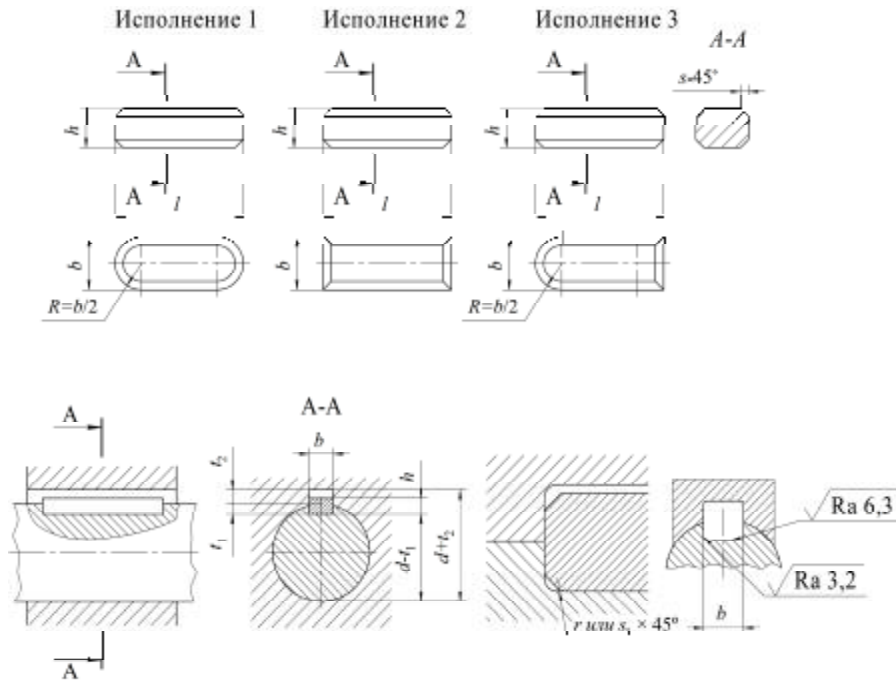 Исполнение 1
Исполнение 2
Исполнение 3
А-А
А
А
А
s×45°
h
h
h
А
l
А
l
А
l
b
b
b
R=b/2
R=b/2
А
А-А
b
t₂
h
t₁
d-t₁
d+t₂
Ra 6,3
Ra 3,2
r или s₁ × 45°
b
А